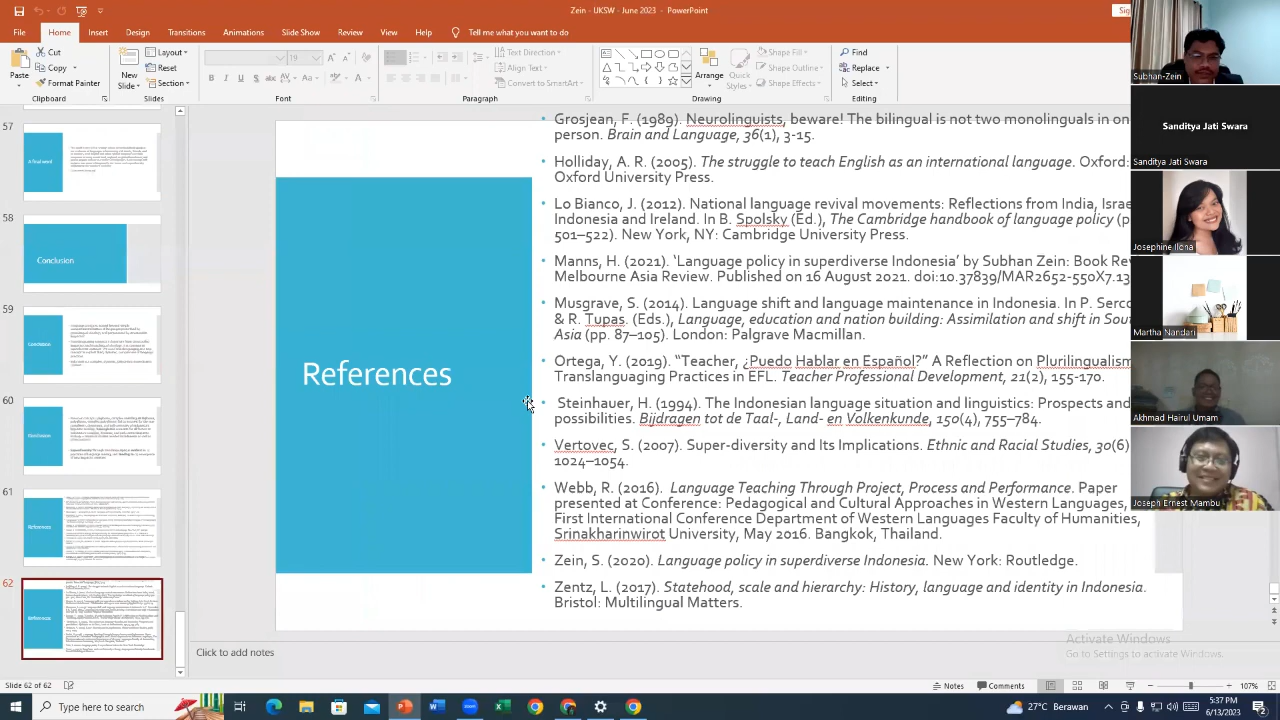 Zein - UKSW - June 2023 - PowerPoint
File Home Insert Design Transitions Animations Slide Show Review View Help Tell me what you want to do
Cut Layout 19 Text Direction Shape Fill Find
Copy Reset Align Text Shape Outline Replace
Paste New Slide Section Convert to SmartArt Arrange Quick Styles Shape Effects Select
Clipboard Slides Font Paragraph Drawing Editing
57
58
Conclusion
59
60
61
References
62
References
References
Grosjean, F. (1989). Neurolinguists, beware! The bilingual is not two monolinguals in on
person. Brain and Language, 36(1), 3-15.
Holliday, A. R. (2005). The struggle to teach English as an international language. Oxford:
Oxford University Press.
Lo Bianco, J. (2012). National language revival movements: Reflections from India, Israe
Indonesia and Ireland. In B. Spolsky (Ed.), The Cambridge handbook of language policy (p
501–522). New York, NY: Cambridge University Press.
Manns, H. (2021). 'Language policy in superdiverse Indonesia' by Subhan Zein: Book Rev
Melbourne Asia Review. Published on 16 August 2021. doi:10.37839/MAR2652-550X7.13
Musgrave, S. (2014). Language shift and language maintenance in Indonesia. In P. Serco
& R. Tupas. (Eds.), Language, education and nation building: Assimilation and shift in Sout
Asia (pp. 87–105). London: Palgrave Macmillan.
Ortega, Y. (2019). "Teacher, ¿Puedo Hablar en Español?" A Reflection on Plurilingualism
Translanguaging Practices in EFL. Teacher Professional Development, 21(2), 155-170.
Steinhauer, H. (1994). The Indonesian language situation and linguistics: Prospects and
possibilities. Bijdragen tot de Taal-, Land- en Volkenkunde, 150(4), 755–784.
Vertovec, S. (2007). Super-diversity and Its Implications. Ethnic and Racial Studies, 30(6)
1024–1054.
Webb, R. (2016). Language Teaching Through Project, Process and Performance. Paper
presented at Conference: Pedagogical and Cultural Approach in Western Languages,
First International Conference Department of Western Languages Faculty of Humanities,
Srinakharinwirot University, May 2016. Bangkok, Thailand.
Zein, S. (2020). Language policy in superdiverse Indonesia. New York: Routledge.
Zentz, L. (2017). Statehood, scale and hierarchy: History, language and identity in Indonesia.
Bristol: Multilingual Matters.
Subhan-Zein
Sanditya Jati Swara
Sanditya Jati Swara
Josephine Ilona
Martha Nandari
Akhmad Hairul Umam
Joseph Ernest Mambu
Activate Windows
Go to Settings to activate Windows.
Click to add notes
Slide 62 of 62 Notes Comments
Type here to search 27°C Berawan 5:37 PM
6/13/2023